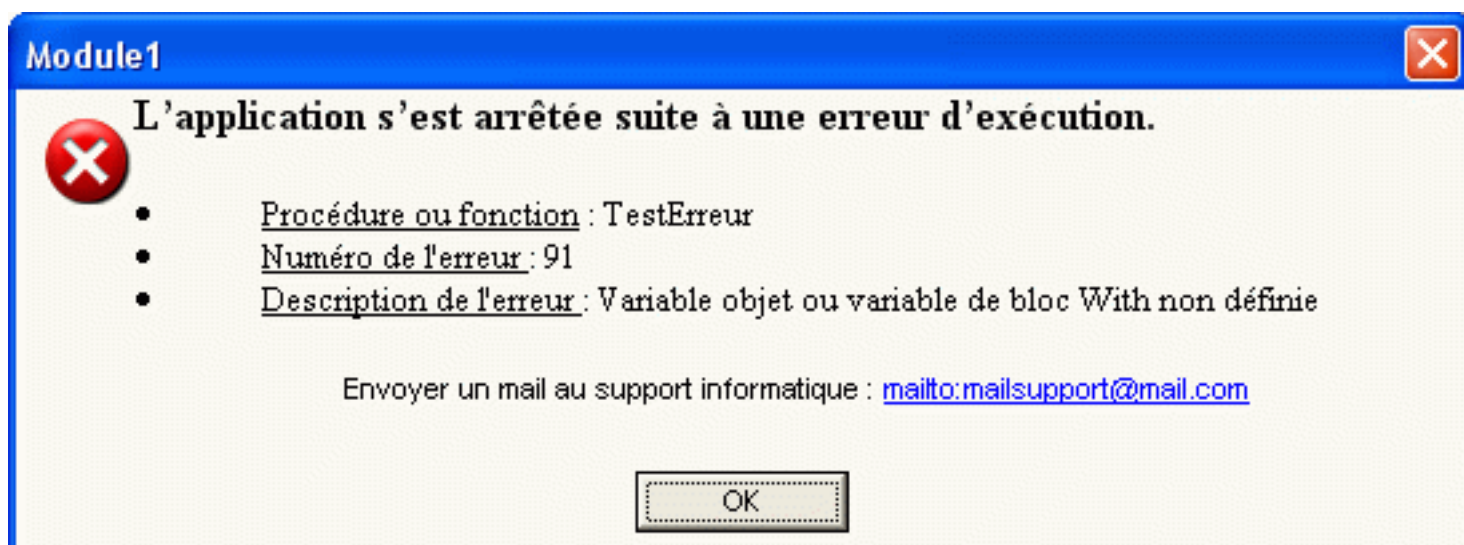 Module1
L’application s’est arrêtée suite à une erreur d’exécution.
Procédure ou fonction : TestErreur
Numéro de l'erreur : 91
Description de l'erreur : Variable objet ou variable de bloc With non définie
Envoyer un mail au support informatique : mailto:mailsupport@mail.com
OK